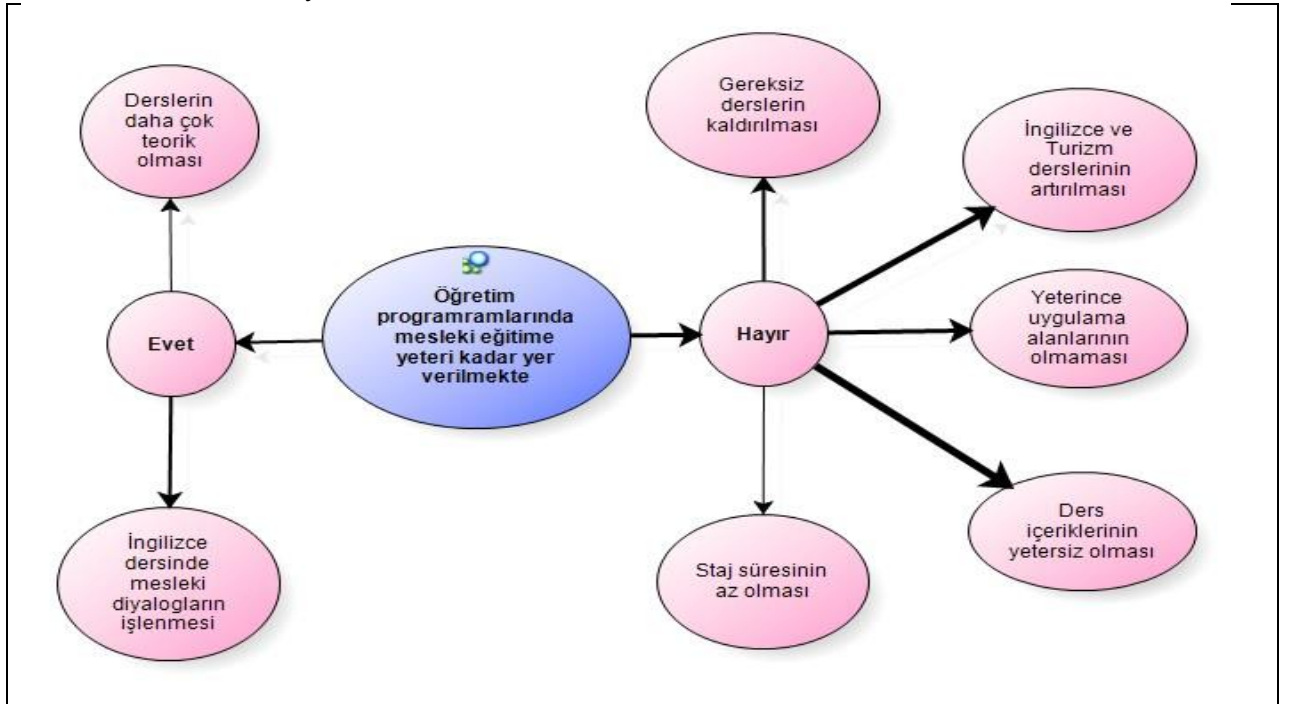 Derslerin
daha çok
teorik
olması
Evet
İngilizce
dersinde
mesleki
diyalogların
işlenmesi
Öğretim
programramlarında
mesleki eğitime
yeteri kadar yer
verilmekte
Hayır
Gereksiz
derslerin
kaldırılması
İngilizce ve
Turizm
derslerinin
artırılması
Yeterince
uygulama
alanlarının
olmaması
Ders
içeriklerinin
yetersiz olması
Staj süresinin
az olması